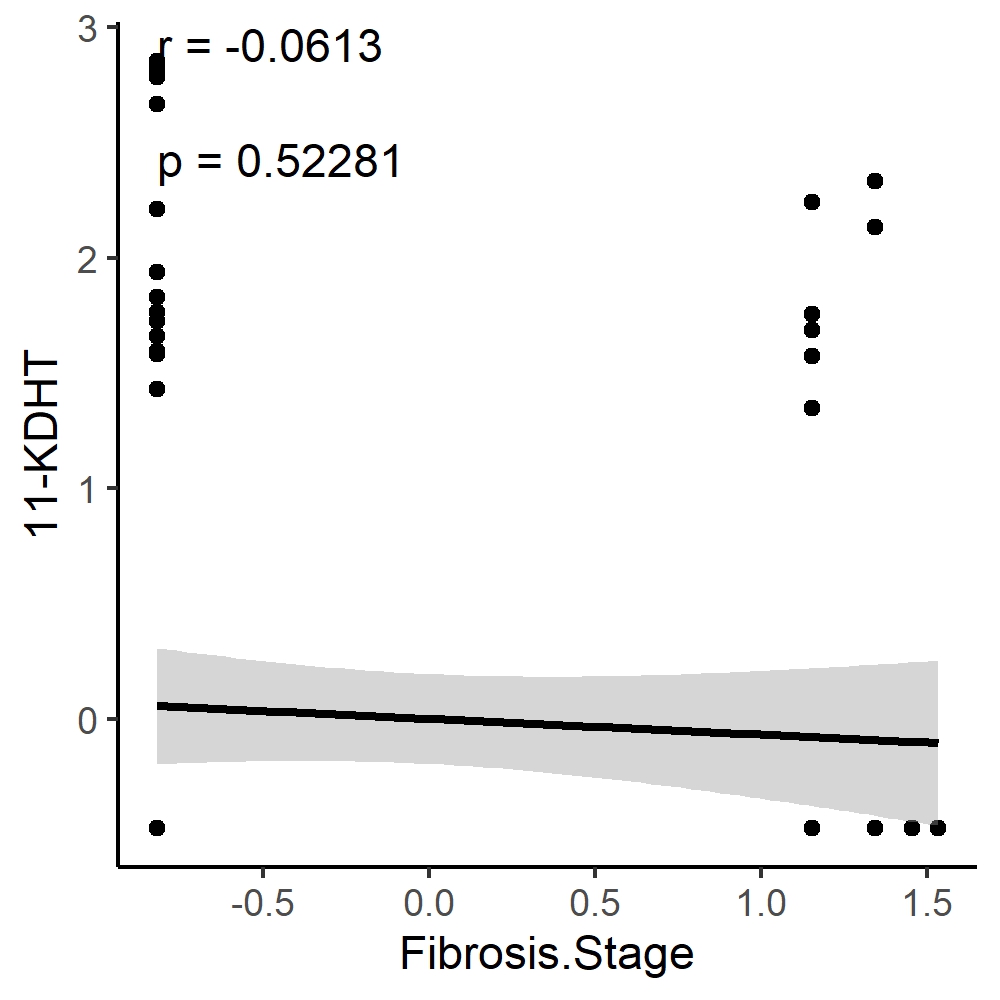 r = -0.0613
p = 0.52281
3
2
1
0
11-KDHT
-0.5 0.0 0.5 1.0 1.5
Fibrosis.Stage